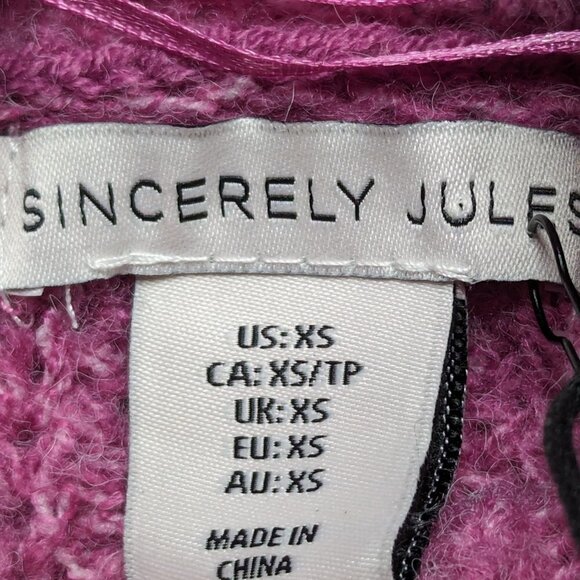 SINCERELY JULES
US: XS
CA: XS/TP
UK: XS
EU: XS
AU: XS
MADE IN
CHINA